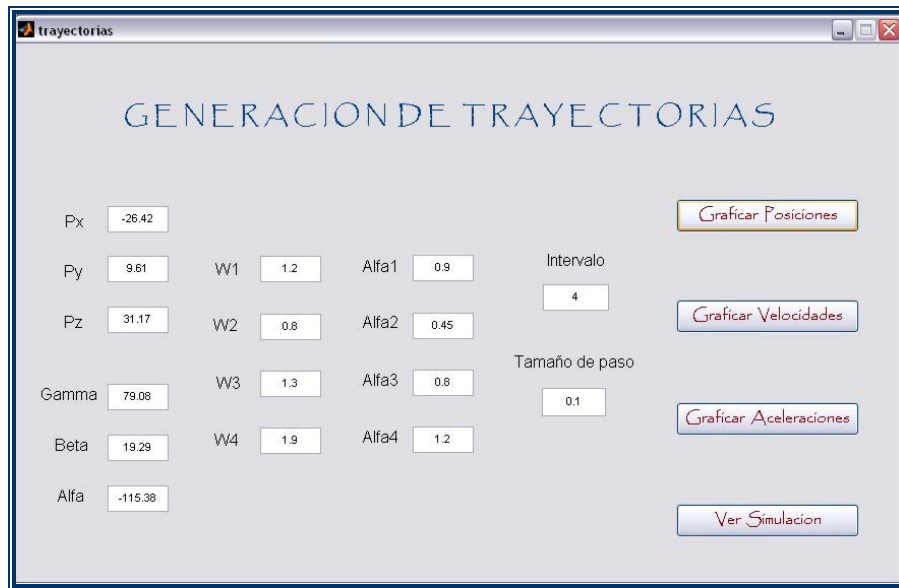 trayectorias
GENERACION DE TRAYECTORIAS
Px -26.42
Py 9.61
Pz 31.17
Gamma 79.08
Beta 19.29
Alfa -115.38
W1 1.2
W2 0.8
W3 1.3
W4 1.9
Alfa1 0.9
Alfa2 0.45
Alfa3 0.8
Alfa4 1.2
Intervalo
4
Tamaño de paso
0.1
Graficar Posiciones
Graficar Velocidades
Graficar Aceleraciones
Ver Simulacion